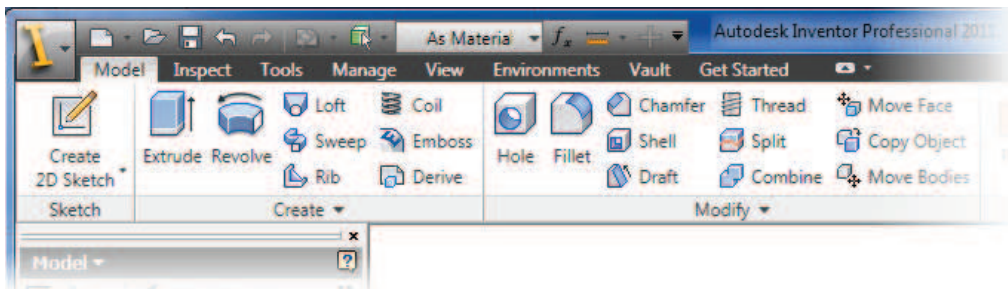 As Material Autodesk Inventor Professional 201
Model Inspect Tools Manage View Environments Vault Get Started
Create 2D Sketch
Extrude Revolve
Loft Coil
Sweep Emboss
Rib Derive
Hole Fillet
Chamfer Thread Move Face
Shell Split Copy Object
Draft Combine Move Bodies
Sketch Create Modify
Model